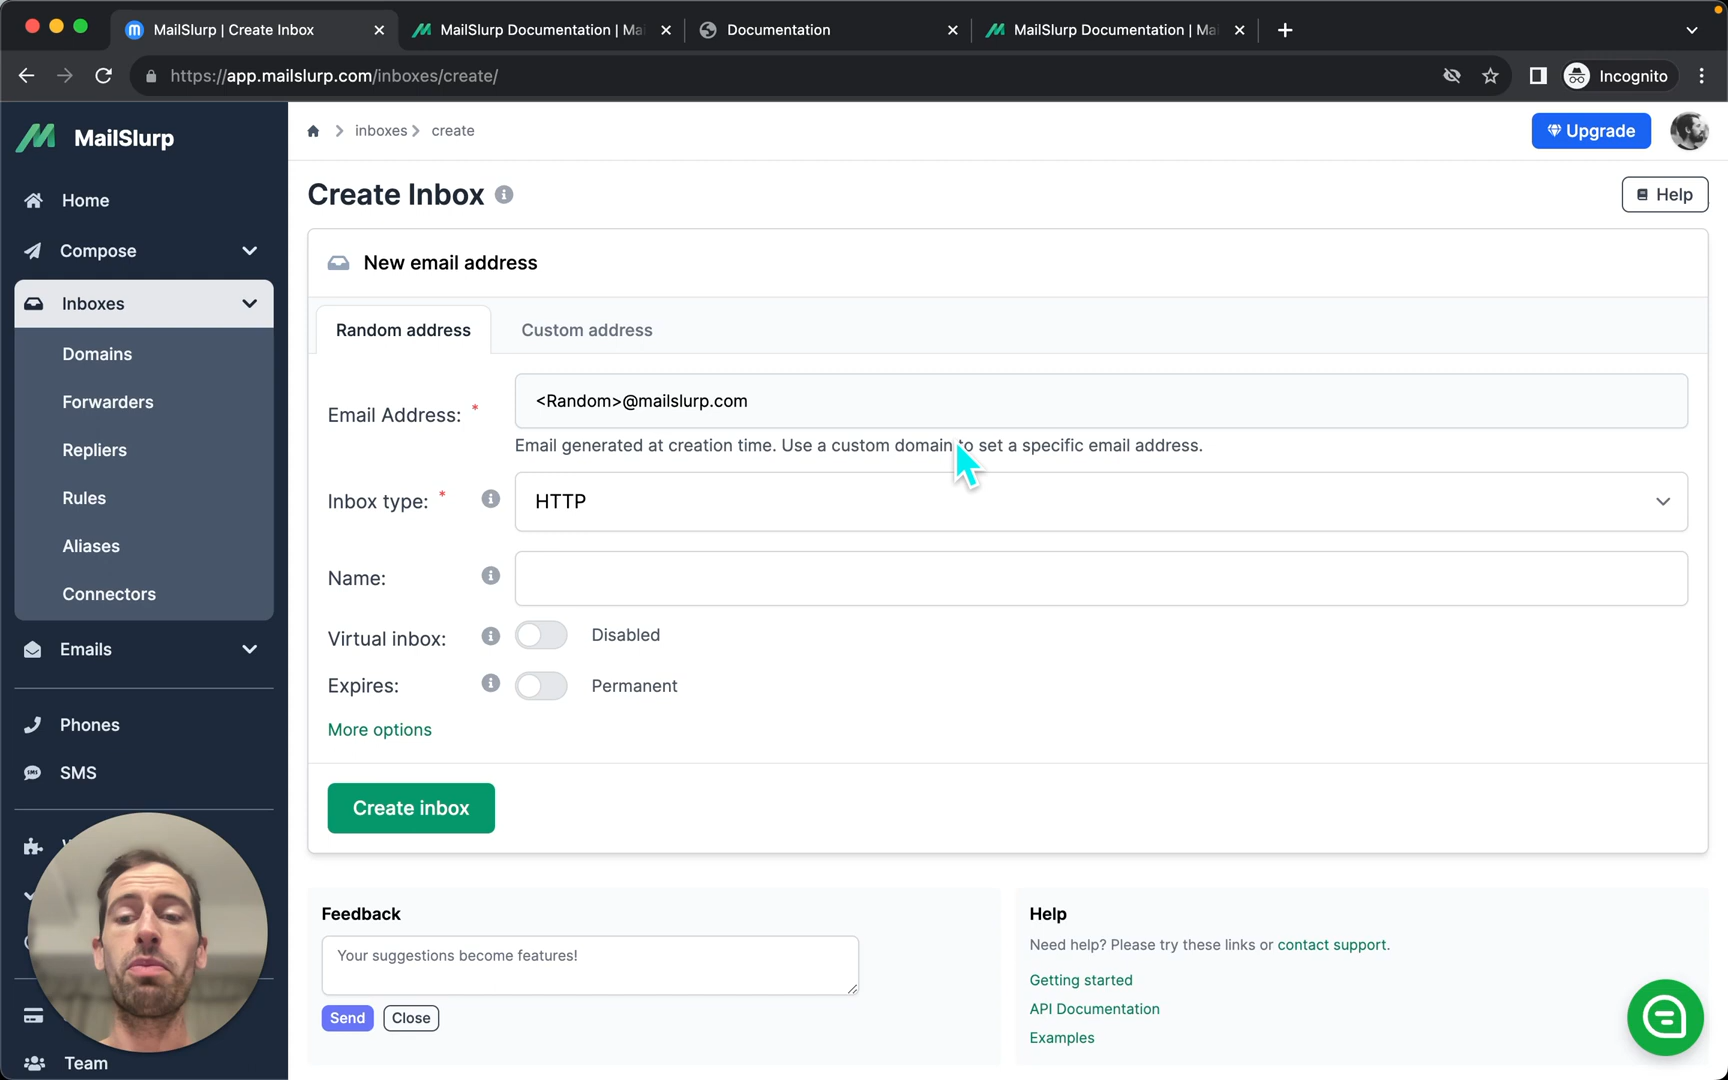 MailSlurp | Create Inbox
MailSlurp Documentation | Ma
Documentation
MailSlurp Documentation | Ma
https://app.mailslurp.com/inboxes/create/
Incognito
MailSlurp
Home
Compose
Inboxes
Domains
Forwarders
Repliers
Rules
Aliases
Connectors
Emails
Phones
SMS
Team
inboxes
create
Upgrade
Create Inbox
Help
New email address
Random address
Custom address
Email Address: *
<Random>@mailslurp.com
Email generated at creation time. Use a custom domain to set a specific email address.
Inbox type: *
HTTP
Name:
Virtual inbox:
Disabled
Expires:
Permanent
More options
Create inbox
Feedback
Your suggestions become features!
Send
Close
Help
Need help? Please try these links or contact support.
Getting started
API Documentation
Examples